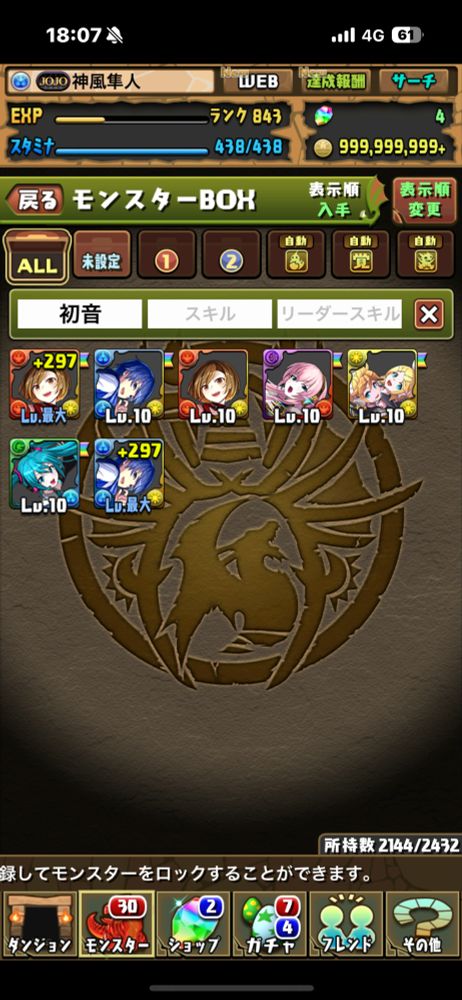 18:07 4G 61
JOJO 神風隼人 New WEB New 達成報酬 サーチ
EXP ランク 843 4
スタミナ 438/438 999,999,999+
戻る モンスターBOX 表示順 入手 表示順 変更
ALL 未設定 1 2 自動 自動 覚 自動
初音 スキル リーダースキル ×
+297
Lv.最大 Lv.10 Lv.10 Lv.10 Lv.10
+297
Lv.10 Lv.最大
所持数 2144/2432
録してモンスターをロックすることができます。
30 2 7 4
ダンジョン モンスター ショップ ガチャ フレンド その他